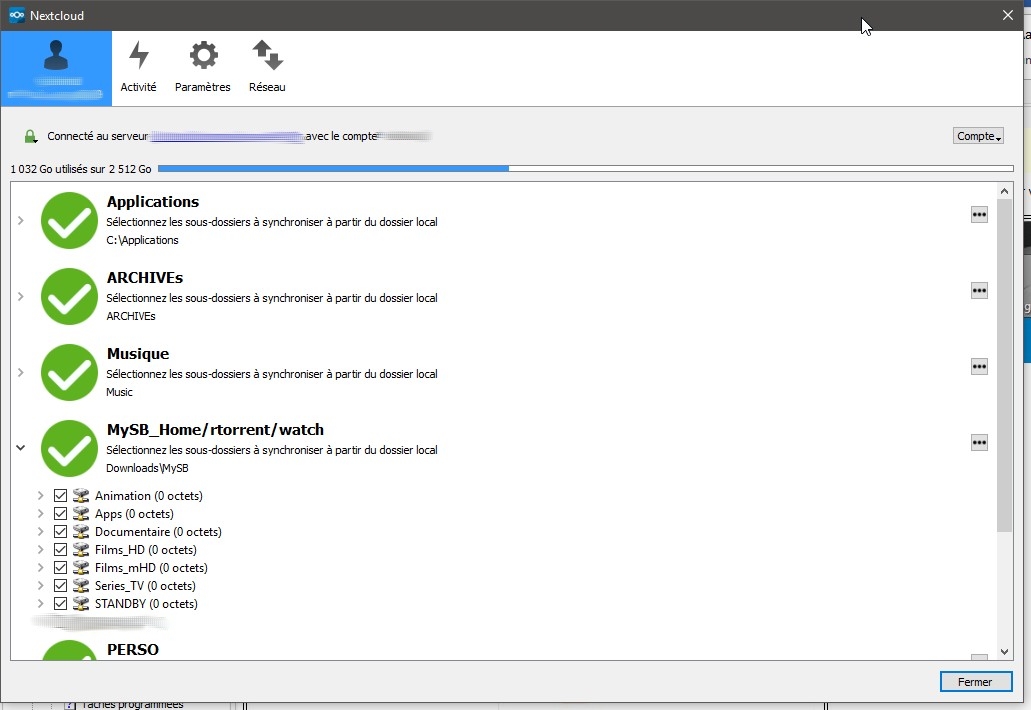 Nextcloud
Activité
Paramètres
Réseau
Connecté au serveur
avec le compte
Compte
1 032 Go utilisés sur 2 512 Go
Applications
Sélectionnez les sous-dossiers à synchroniser à partir du dossier local
C:\Applications
ARCHIVEs
Sélectionnez les sous-dossiers à synchroniser à partir du dossier local
ARCHIVEs
Musique
Sélectionnez les sous-dossiers à synchroniser à partir du dossier local
Music
MySB_Home/rtorrent/watch
Sélectionnez les sous-dossiers à synchroniser à partir du dossier local
Downloads\MySB
Animation (0 octets)
Apps (0 octets)
Documentaire (0 octets)
Films_HD (0 octets)
Films_mHD (0 octets)
Series_TV (0 octets)
STANDBY (0 octets)
PERSO
Fermer
Tâches programmées